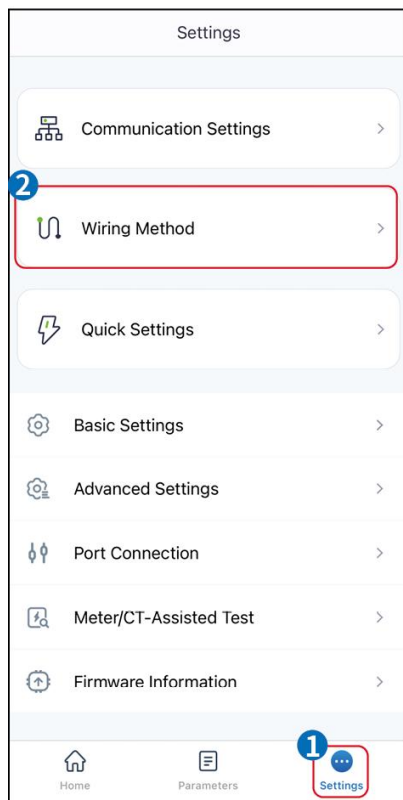 Settings
Communication Settings
2
Wiring Method
Quick Settings
Basic Settings
Advanced Settings
Port Connection
Meter/CT-Assisted Test
Firmware Information
1
Home
Parameters
Settings